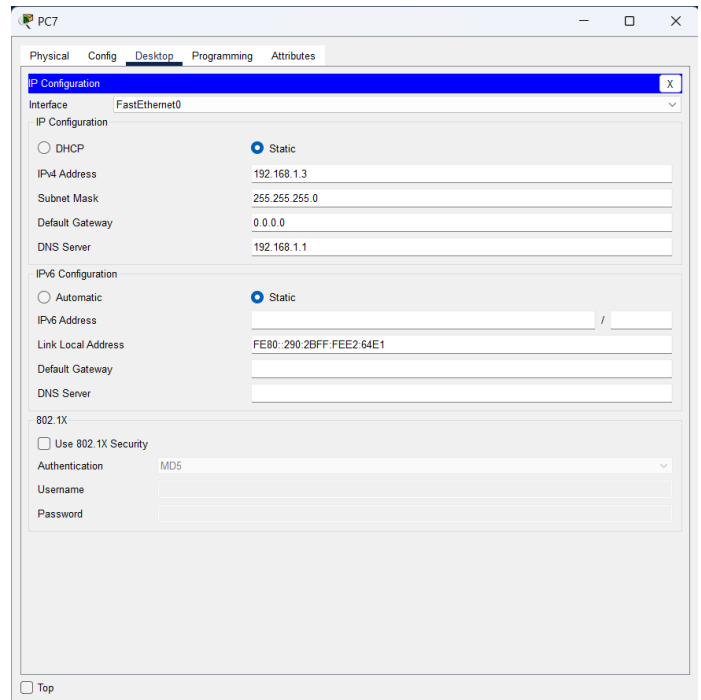 PC7
Physical Config Desktop Programming Attributes
IP Configuration X
Interface FastEthernet0
IP Configuration
DHCP Static
IPv4 Address 192.168.1.3
Subnet Mask 255.255.255.0
Default Gateway 0.0.0.0
DNS Server 192.168.1.1
IPv6 Configuration
Automatic Static
IPv6 Address /
Link Local Address FE80::290:2BFF:FEE2:64E1
Default Gateway
DNS Server
802.1X
Use 802.1X Security
Authentication MD5
Username
Password
Top